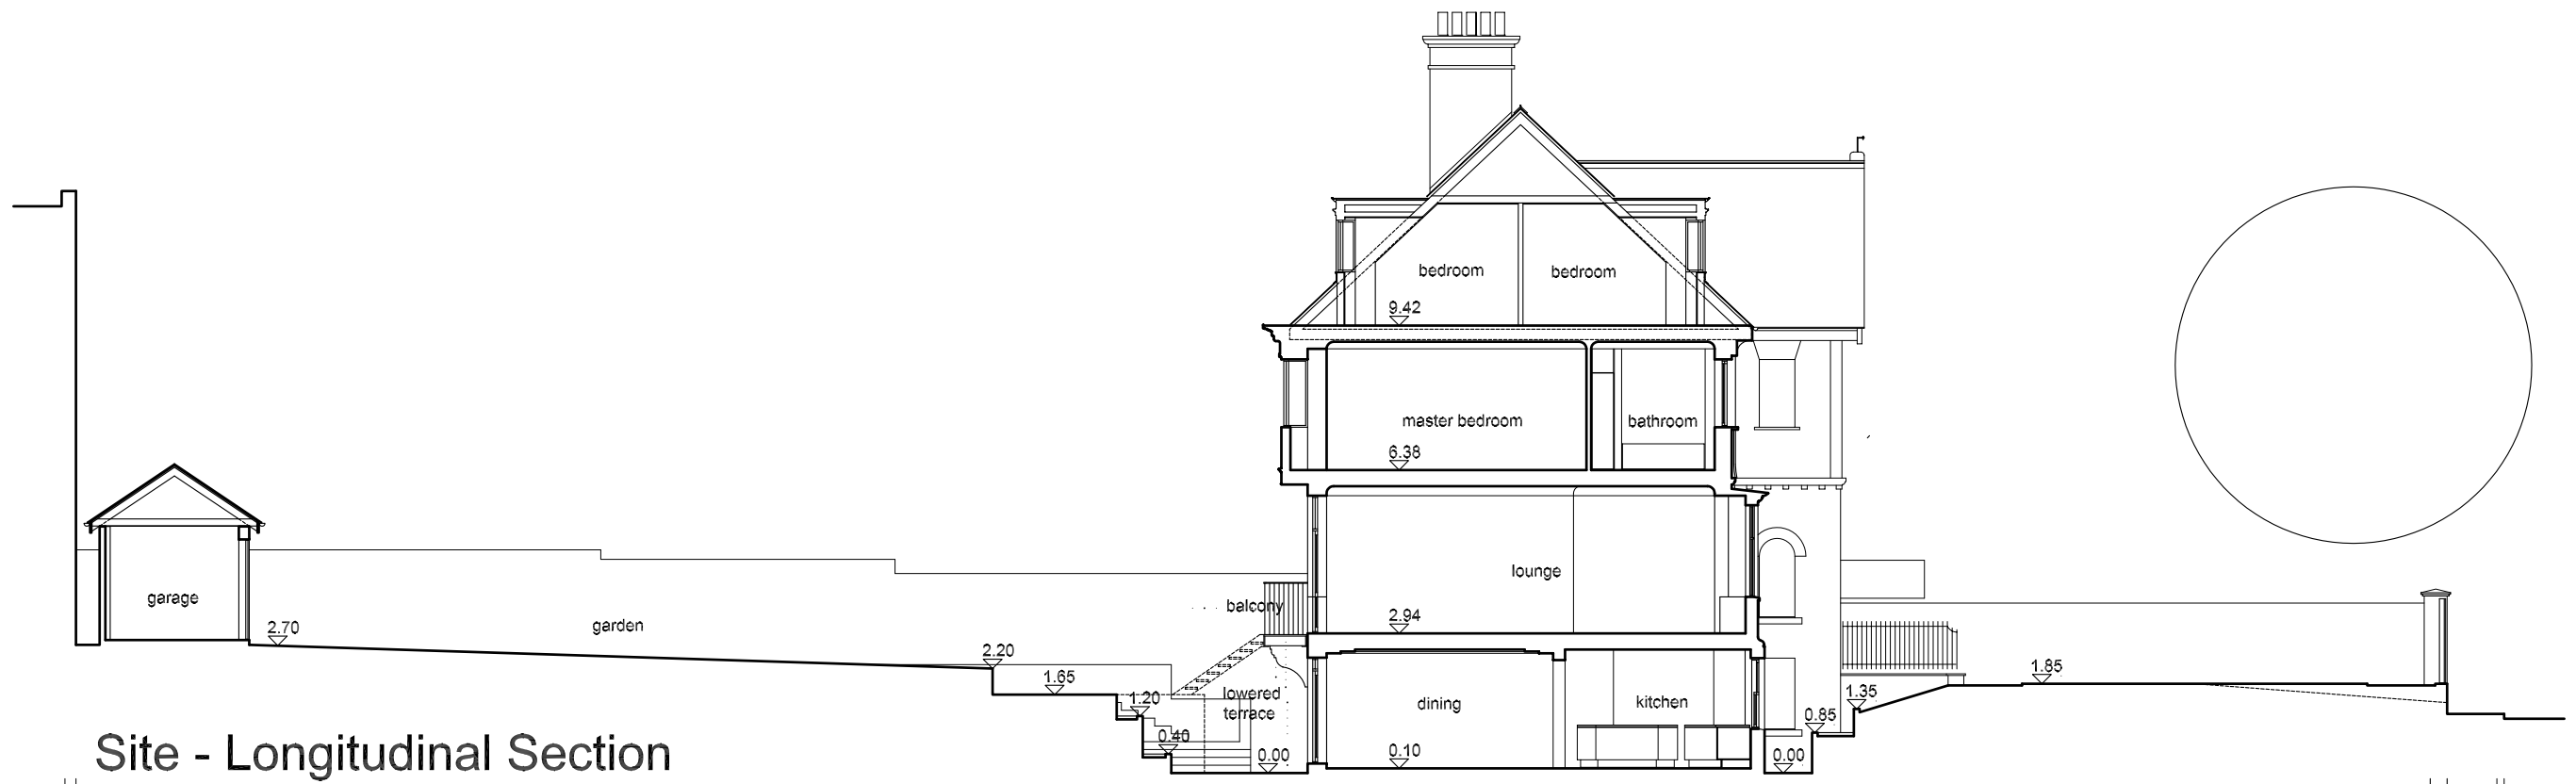 bedroom bedroom
9.42
master bedroom bathroom
6.38
lounge
garage
balcony
2.94
garden
2.70
2.20
1.65
1.85
lowered
terrace
1.20
dining
kitchen
1.35
0.85
0.40
0.00
0.10
0.00
Site - Longitudinal Section